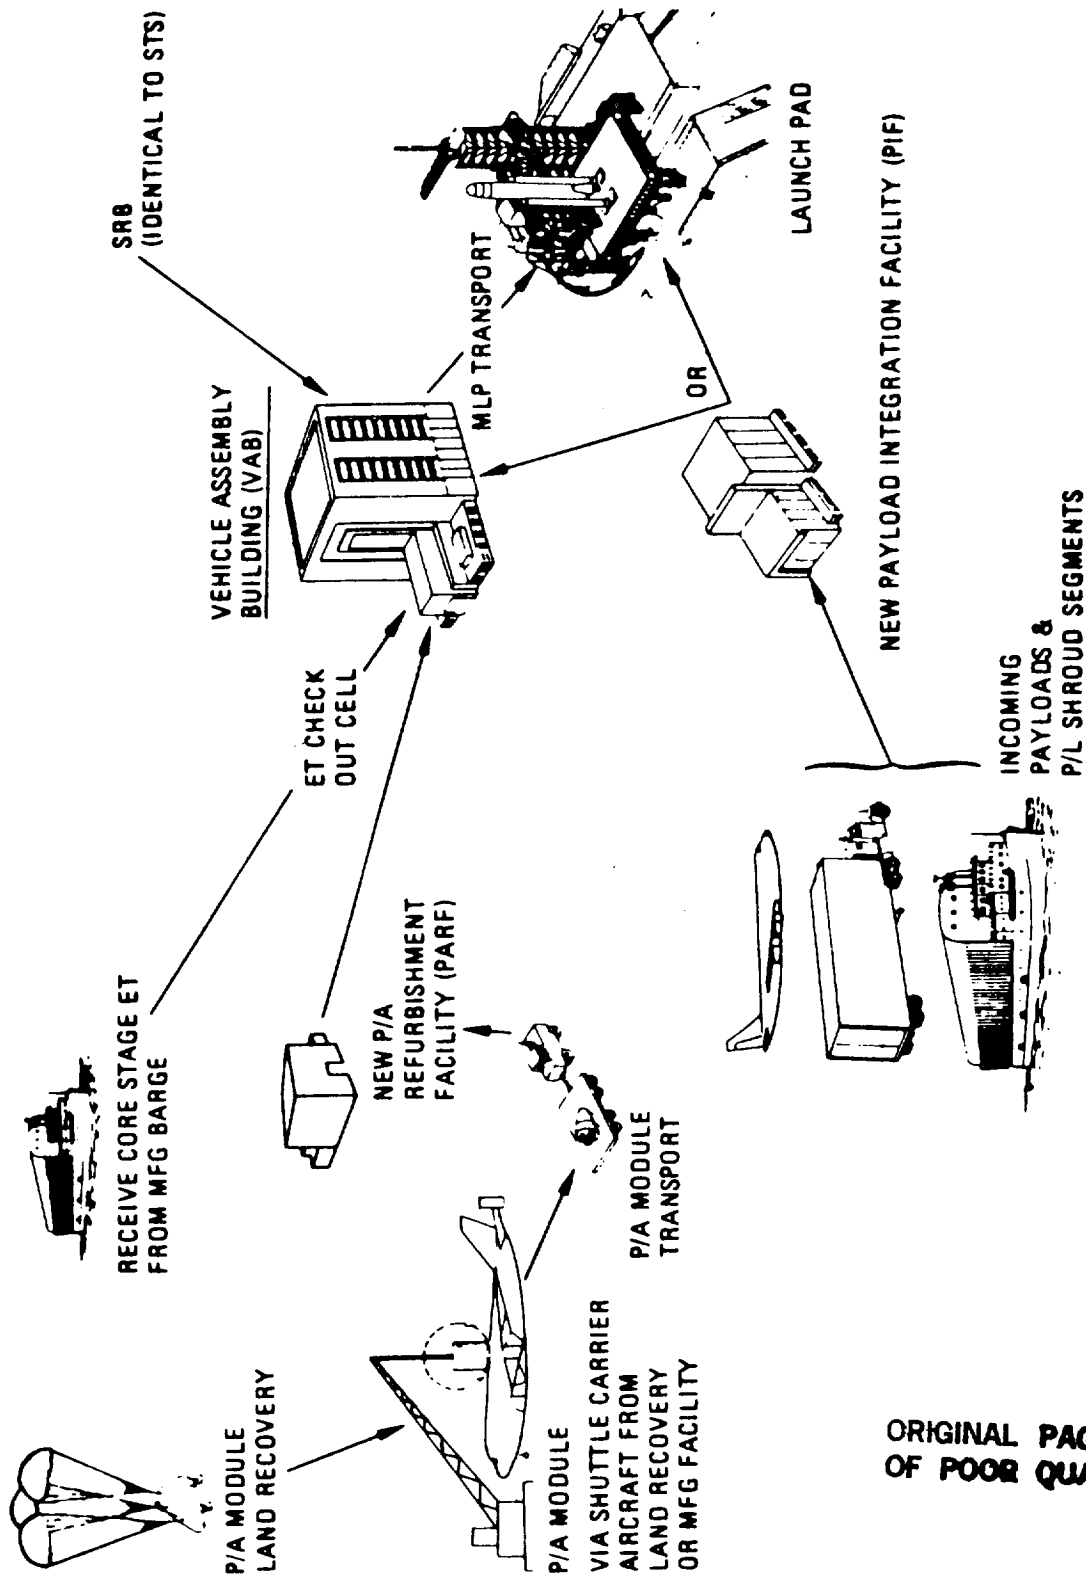 P/A MODULE
LAND RECOVERY
RECEIVE CORE STAGE ET
FROM MFG BARGE
ET CHECK
OUT CELL
VEHICLE ASSEMBLY
BUILDING (VAB)
SRB
(IDENTICAL TO STS)
P/A MODULE
VIA SHUTTLE CARRIER
AIRCRAFT FROM
LAND RECOVERY
OR MFG FACILITY
P/A MODULE
TRANSPORT
NEW P/A
REFURBISHMENT
FACILITY (PARF)
MLP TRANSPORT
OR
LAUNCH PAD
NEW PAYLOAD INTEGRATION FACILITY (PIF)
INCOMING
PAYLOADS &
P/L SHROUD SEGMENTS
ORIGINAL
OF POOR